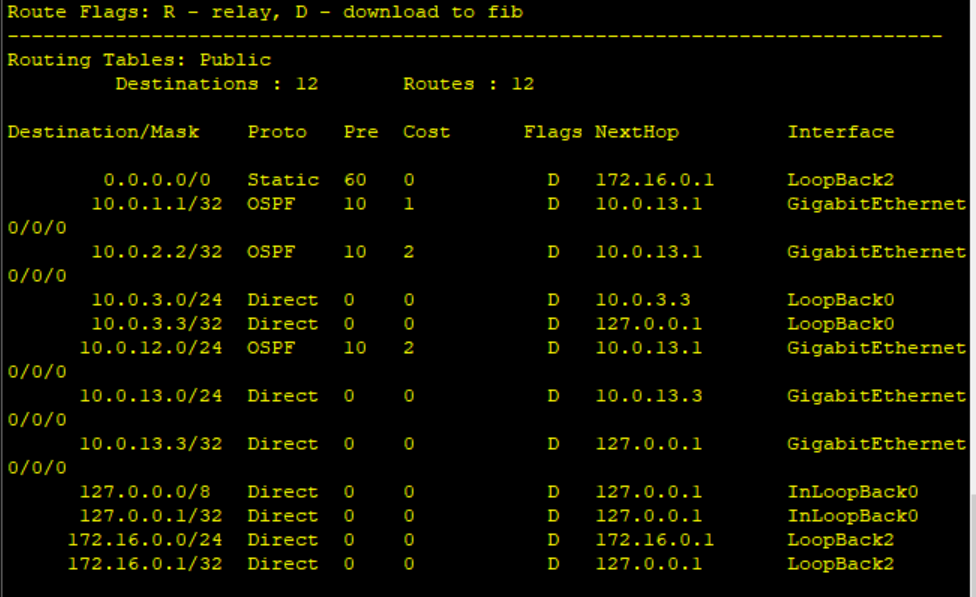 Route Flags: R - relay, D - download to fib
------------------------------------------------------------------------------
Routing Tables: Public
         Destinations : 12       Routes : 12

Destination/Mask    Proto   Pre  Cost      Flags NextHop         Interface

        0.0.0.0/0   Static  60   0           D   172.16.0.1      LoopBack2
       10.0.1.1/32  OSPF    10   1           D   10.0.13.1       GigabitEthernet
0/0/0
       10.0.2.2/32  OSPF    10   2           D   10.0.13.1       GigabitEthernet
0/0/0
       10.0.3.0/24  Direct  0    0           D   10.0.3.3        LoopBack0
       10.0.3.3/32  Direct  0    0           D   127.0.0.1       LoopBack0
      10.0.12.0/24  OSPF    10   2           D   10.0.13.1       GigabitEthernet
0/0/0
      10.0.13.0/24  Direct  0    0           D   10.0.13.3       GigabitEthernet
0/0/0
      10.0.13.3/32  Direct  0    0           D   127.0.0.1       GigabitEthernet
0/0/0
      127.0.0.0/8   Direct  0    0           D   127.0.0.1       InLoopBack0
      127.0.0.1/32  Direct  0    0           D   127.0.0.1       InLoopBack0
     172.16.0.0/24  Direct  0    0           D   172.16.0.1      LoopBack2
     172.16.0.1/32  Direct  0    0           D   127.0.0.1       LoopBack2